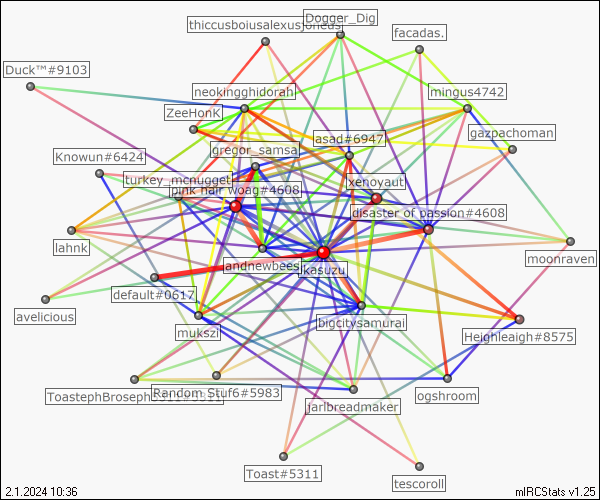 thiccusboiusalexusjoneus
Dogger_Dig
facadas.
Duck™#9103
neokingghidorah
mingus4742
ZeeHonK
asad#6947
gazpachoman
gregor_samsa
Knowun#6424
turkey_mcnugget
xenoyaut
pink hair woag#4608
disaster of passion#4608
lahnk
moonraven
landnewbees
kasuzu
default#0617
avelicious
mukszi
bigcitysamurai
Heighleigh#8575
ToastephBroseph
Random Stuf6#5983
jarlbreadmaker
ogshroom
Toast#5311
tescoroll
2.1.2024 10:36
mIRCStats v1.25